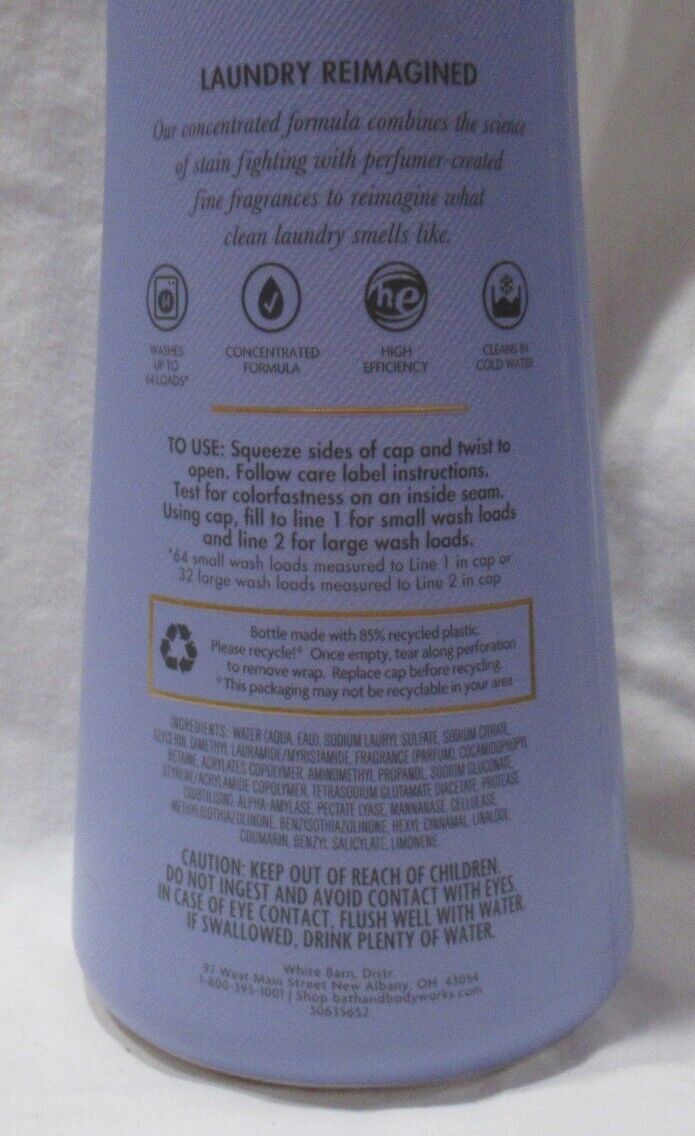 LAUNDRY REIMAGINED
Our concentrated formula combines the science
of stain fighting with perfumer-created
fine fragrances to reimagine what
clean laundry smells like.
he
WASHES
UP TO
64 LOADS*
CONCENTRATED
FORMULA
HIGH
EFFICIENCY
CLEANS IN
COLD WATER
TO USE: Squeeze sides of cap and twist to
open. Follow care label instructions.
Test for colorfastness on an inside seam.
Using cap, fill to line 1 for small wash loads
and line 2 for large wash loads.
*64 small wash loads measured to Line 1 in cap or
32 large wash loads measured to Line 2 in cap
Bottle made with 85% recycled plastic.
Please recycle!° Once empty, tear along perforation
to remove wrap. Replace cap before recycling.
°This packaging may not be recyclable in your area
INGREDIENTS: WATER (AQUA, EAU), SODIUM LAURYL SULFATE, SODIUM CITRATE,
GLYCERIN, DIMETHYL LAURAMIDE/MYRISTAMIDE, FRAGRANCE (PARFUM), COCAMIDOPROPYL
BETAINE, ACRYLATES COPOLYMER, AMINOMETHYL PROPANOL, SODIUM GLUCONATE,
STYRENE/ACRYLAMIDE COPOLYMER, TETRASODIUM GLUTAMATE DIACETATE, PROTEASE
(SUBTILISIN), ALPHA-AMYLASE, PECTATE LYASE, MANNANASE, CELLULASE,
METHYLISOTHIAZOLINONE, BENZISOTHIAZOLINONE, HEXYL CINNAMAL, LINALOOL,
COUMARIN, BENZYL SALICYLATE, LIMONENE.
CAUTION: KEEP OUT OF REACH OF CHILDREN.
DO NOT INGEST AND AVOID CONTACT WITH EYES.
IN CASE OF EYE CONTACT, FLUSH WELL WITH WATER.
IF SWALLOWED, DRINK PLENTY OF WATER.
White Barn, Distr.
97 West Main Street New Albany, OH 43054
1-800-395-1001 | Shop bathandbodyworks.com
30635652